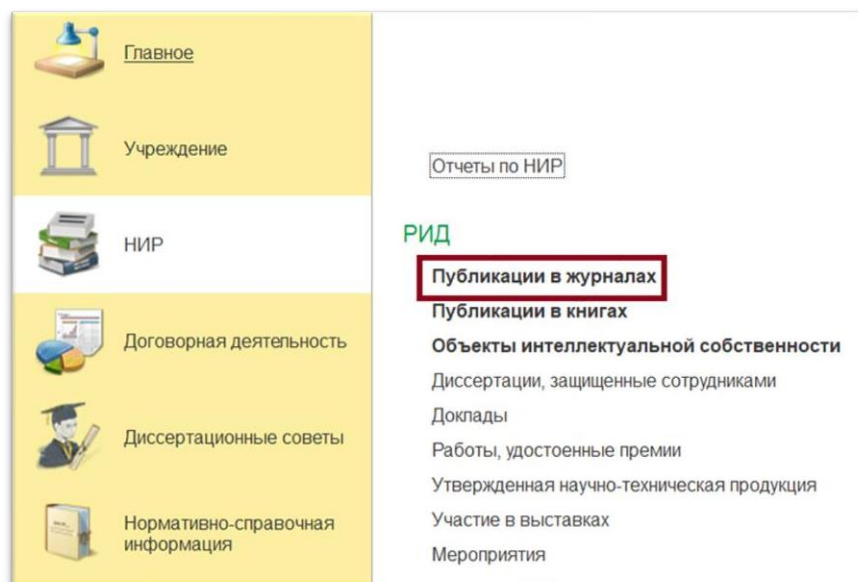 Главное
Учреждение
НИР
Договорная деятельность
Диссертационные советы
Нормативно-справочная
информация
Отчеты по НИР
РИД
Публикации в журналах
Публикации в книгах
Объекты интеллектуальной собственности
Диссертации, защищенные сотрудниками
Доклады
Работы, удостоенные премии
Утвержденная научно-техническая продукция
Участие в выставках
Мероприятия